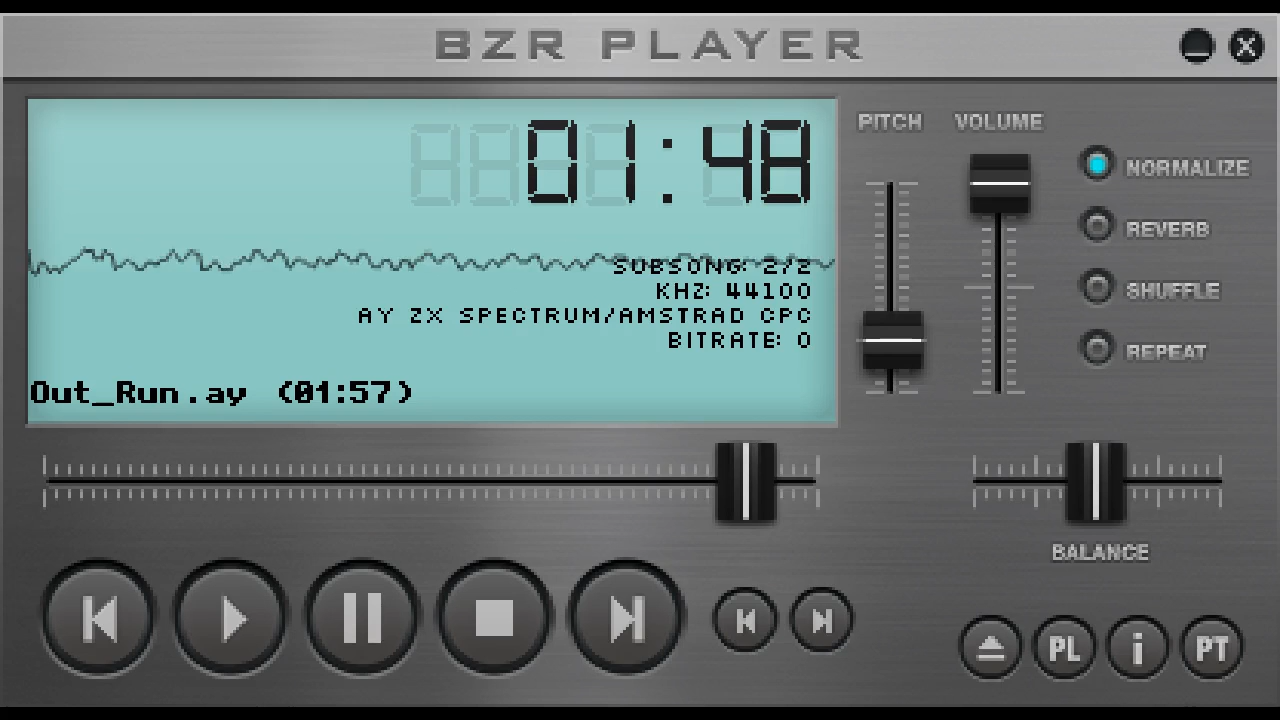 BZR PLAYER
01:48
PITCH
VOLUME
NORMALIZE
REVERB
SHUFFLE
REPEAT
SUBSONG: 2/2
KHZ: 44100
AY ZX SPECTRUM/AMSTRAD CPC
BITRATE: 0
Out_Run.ay (01:57)
BALANCE
PL
i
PT